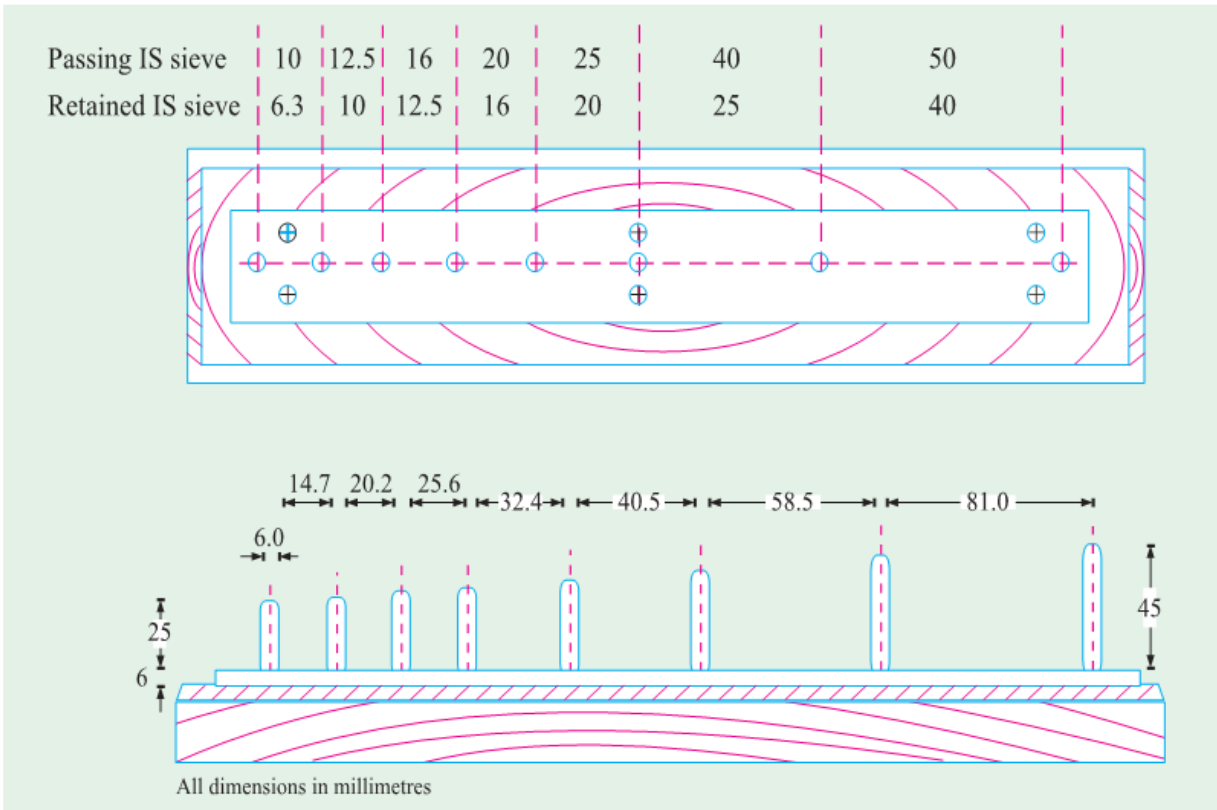 Passing IS sieve 10 12.5 16 20 25 40 50
Retained IS sieve 6.3 10 12.5 16 20 25 40
14.7 20.2 25.6 32.4 40.5 58.5 81.0
6.0
25
45
6
All dimensions in millimetres